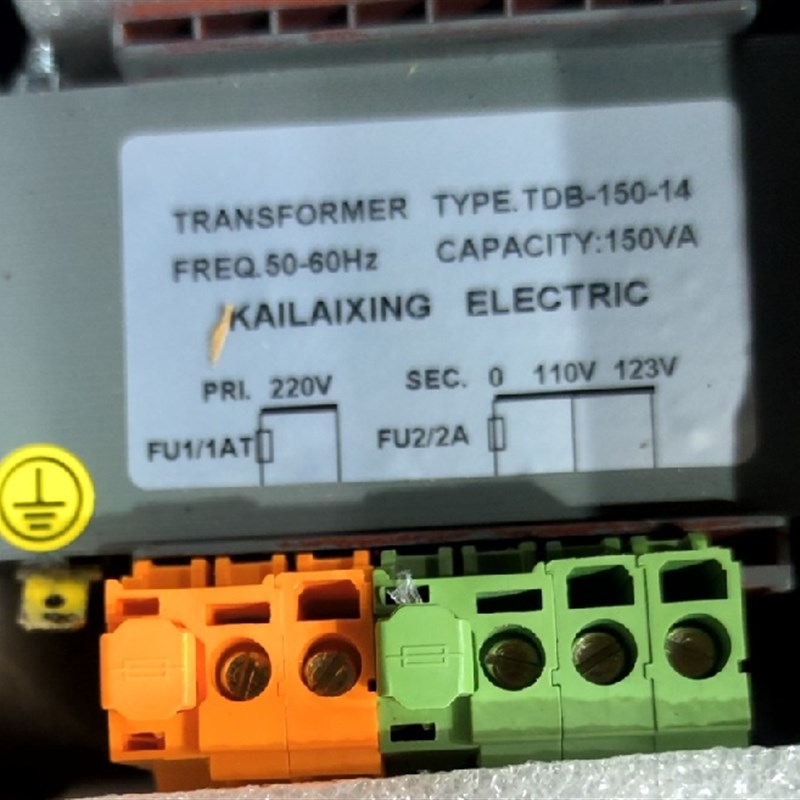 TRANSFORMER TYPE.TDB-150-14
FREQ.50-60Hz CAPACITY:150VA
KAILAIXING ELECTRIC
PRI. 220V SEC. 0 110V 123V
FU1/1AT FU2/2A